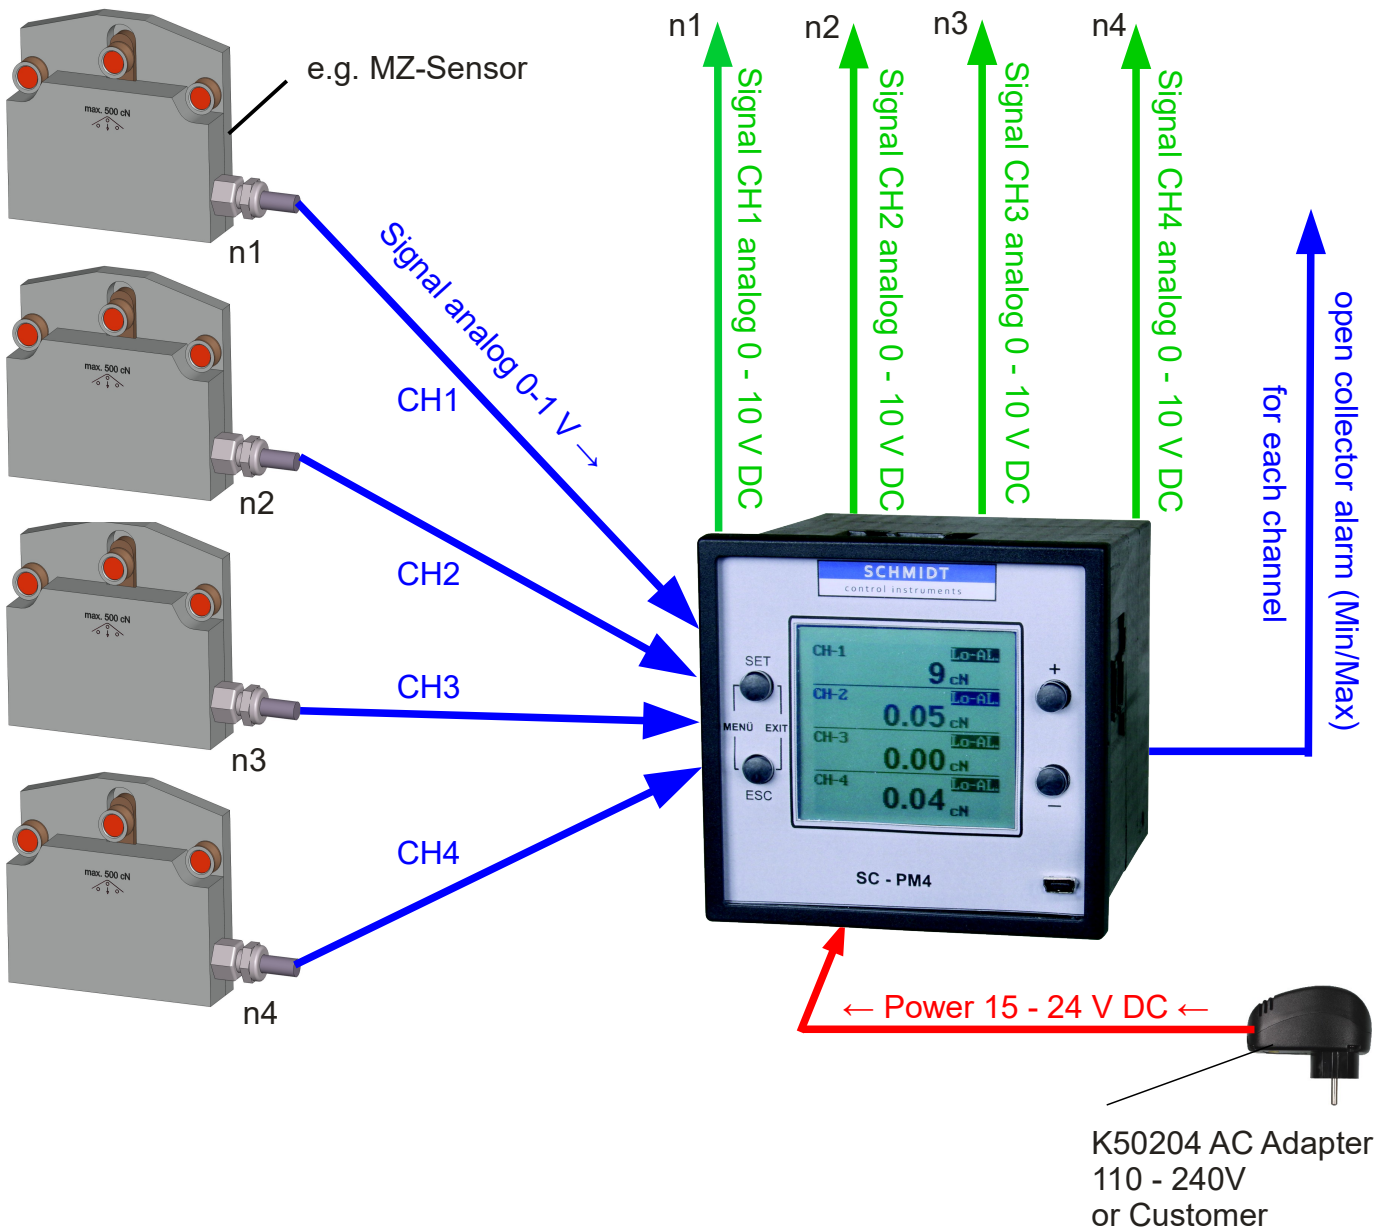 e.g. MZ-Sensor
max. 500 cN
n1
max. 500 cN
n2
max. 500 cN
n3
max. 500 cN
n4
Signal analog 0-1 V →
CH1
CH2
CH3
CH4
n1
n2
n3
n4
Signal CH1 analog 0 - 10 V DC
Signal CH2 analog 0 - 10 V DC
Signal CH3 analog 0 - 10 V DC
Signal CH4 analog 0 - 10 V DC
open collector alarm (Min/Max)
for each channel
SCHMIDT
control instruments
SET
MENÜ EXIT
ESC
+
–
CH-1 Lo-AL.
9 cN
CH-2 Lo-AL.
0.05 cN
CH-3 Lo-AL.
0.00 cN
CH-4 Lo-AL.
0.04 cN
SC - PM4
← Power 15 - 24 V DC ←
K50204 AC Adapter
110 - 240V
or Customer